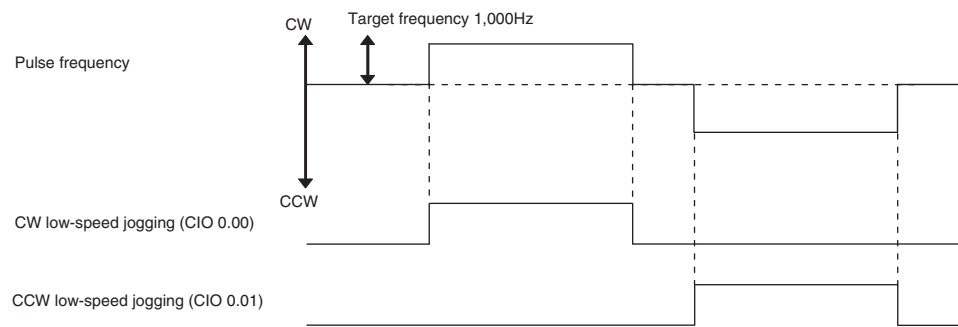 CW
Target frequency 1,000Hz
Pulse frequency
CCW
CW low-speed jogging (CIO 0.00)
CCW low-speed jogging (CIO 0.01)